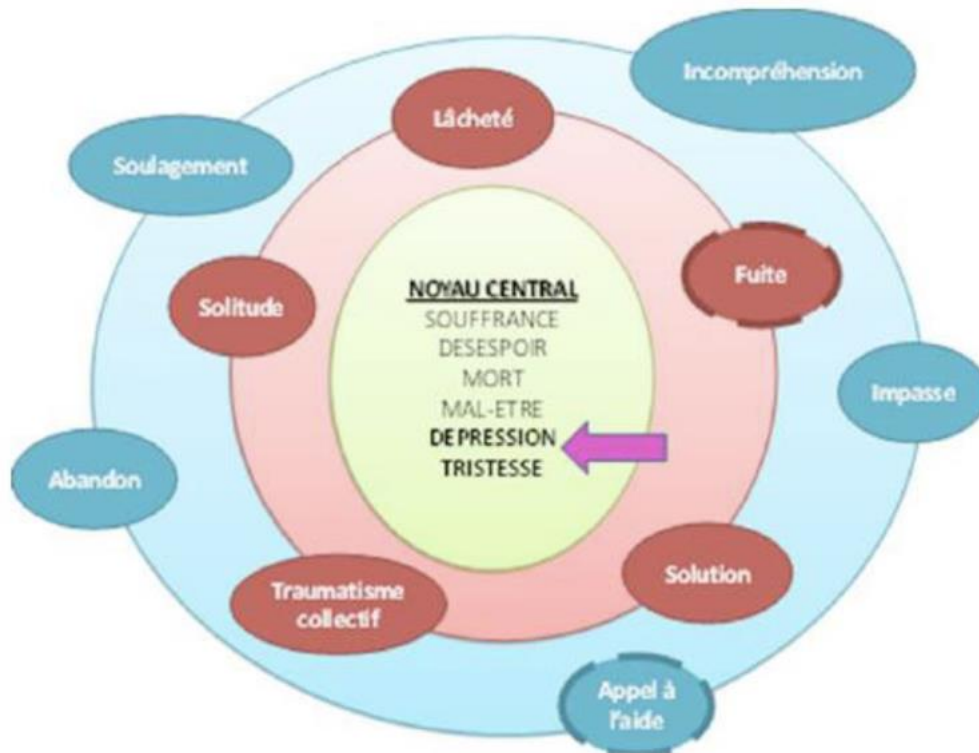 Incompréhension
Lâcheté
Soulagement
Fuite
Solitude
NOYAU CENTRAL
SOUFFRANCE
DESESPOIR
MORT
MAL-ETRE
DEPRESSION
TRISTESSE
Impasse
Abandon
Solution
Traumatisme
collectif
Appel à
l'aide